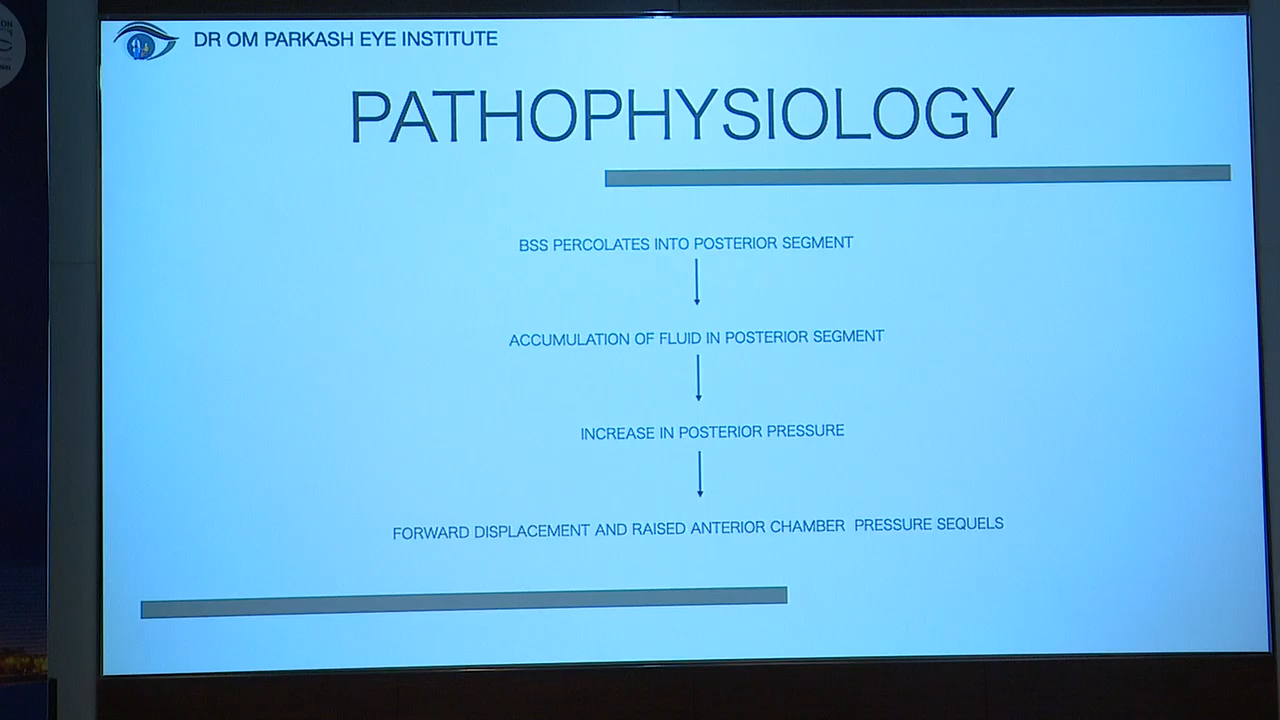 DR OM PARKASH EYE INSTITUTE
PATHOPHYSIOLOGY
BSS PERCOLATES INTO POSTERIOR SEGMENT
ACCUMULATION OF FLUID IN POSTERIOR SEGMENT
INCREASE IN POSTERIOR PRESSURE
FORWARD DISPLACEMENT AND RAISED ANTERIOR CHAMBER PRESSURE SEQUELS